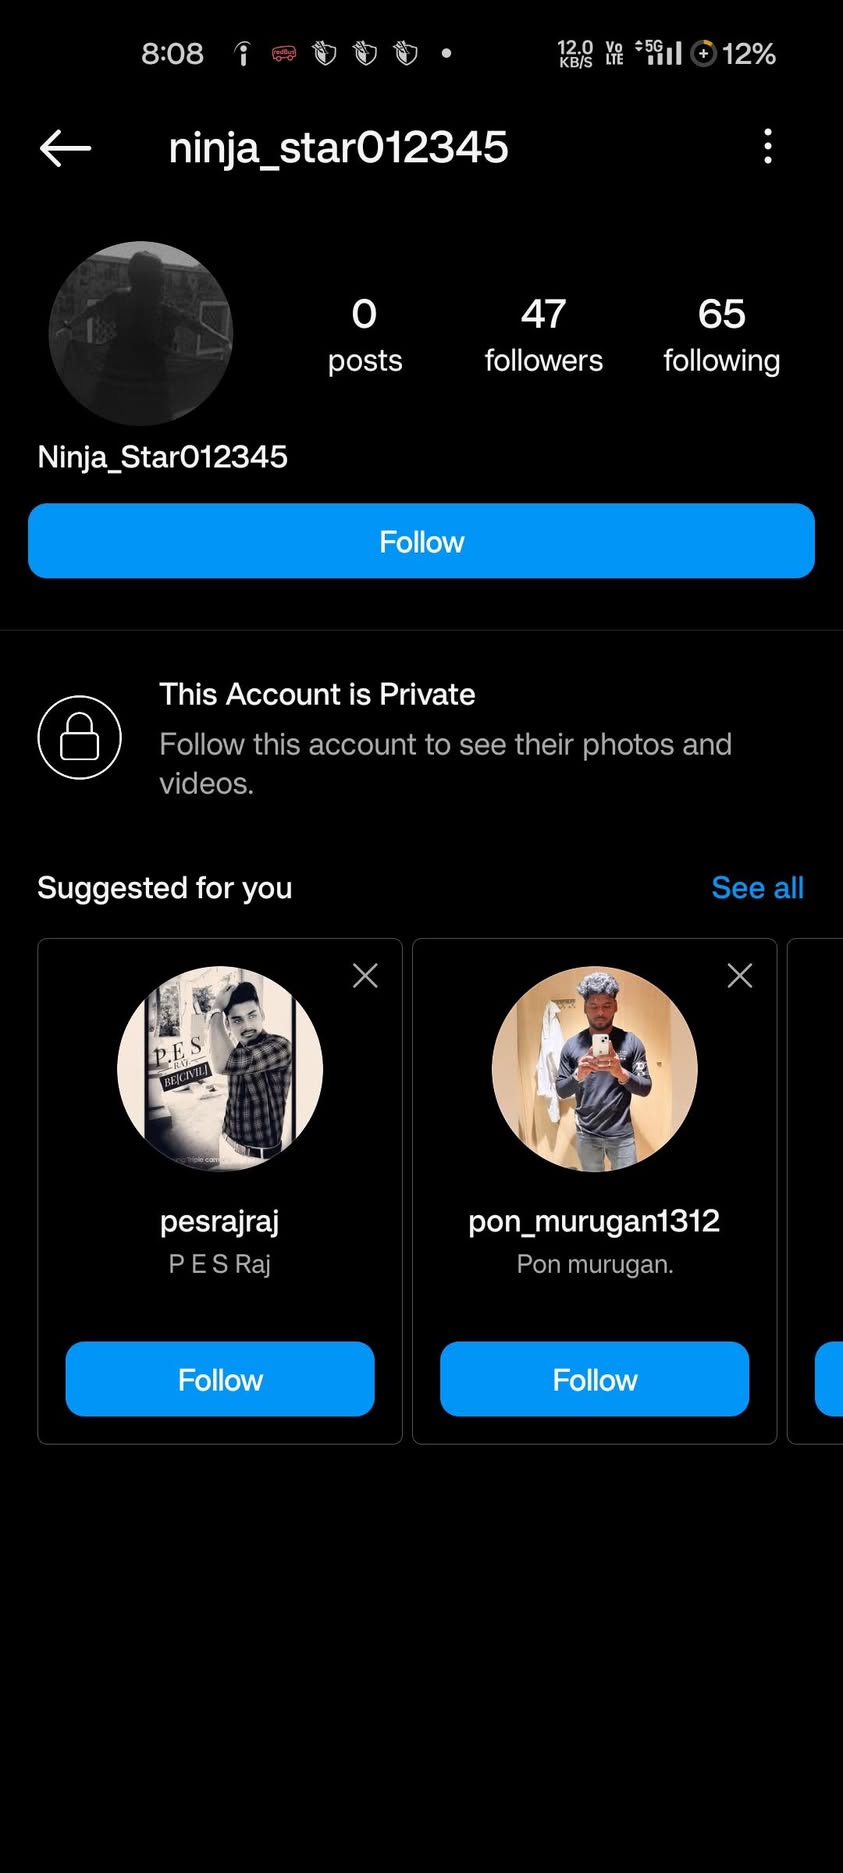 8:08
redBus
12.0
KB/S
Vo
LTE
5G
12%
ninja_star012345
0
posts
47
followers
65
following
Ninja_Star012345
Follow
This Account is Private
Follow this account to see their photos and
videos.
Suggested for you
See all
P.E S
RAJ
BE[CIVIL]
pesrajraj
P E S Raj
Follow
pon_murugan1312
Pon murugan.
Follow